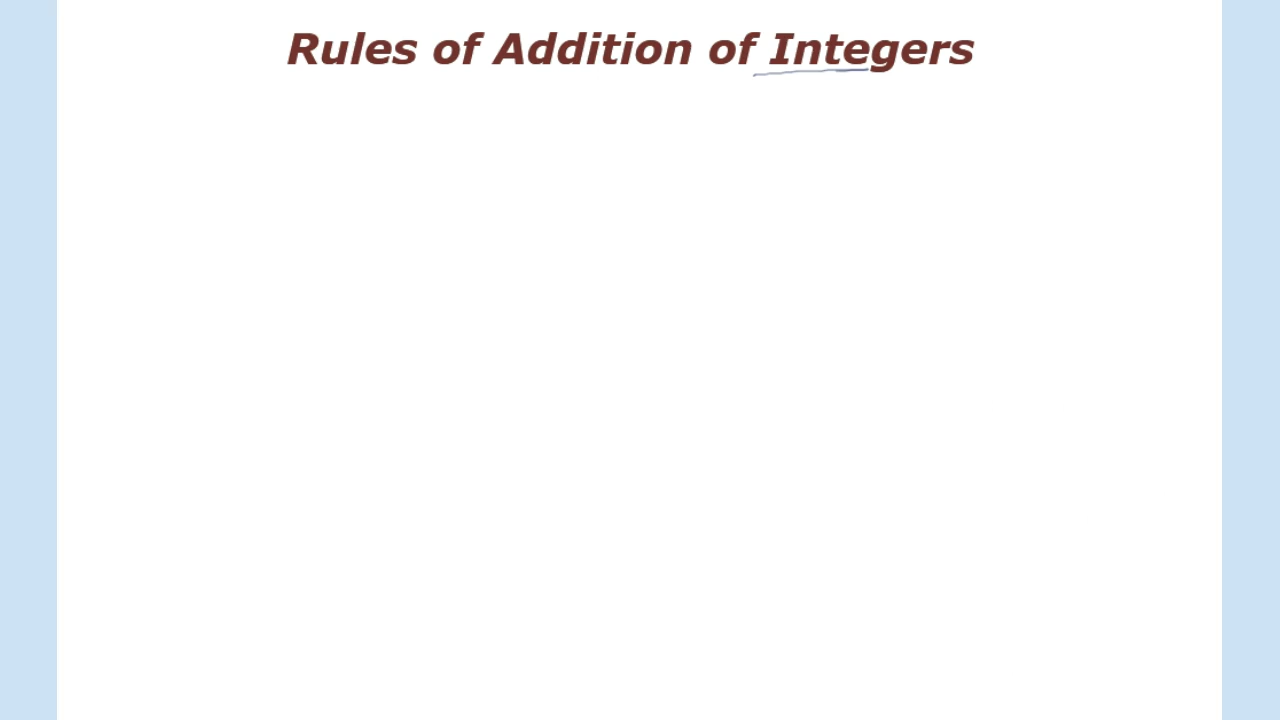 Rules of Addition of Integers